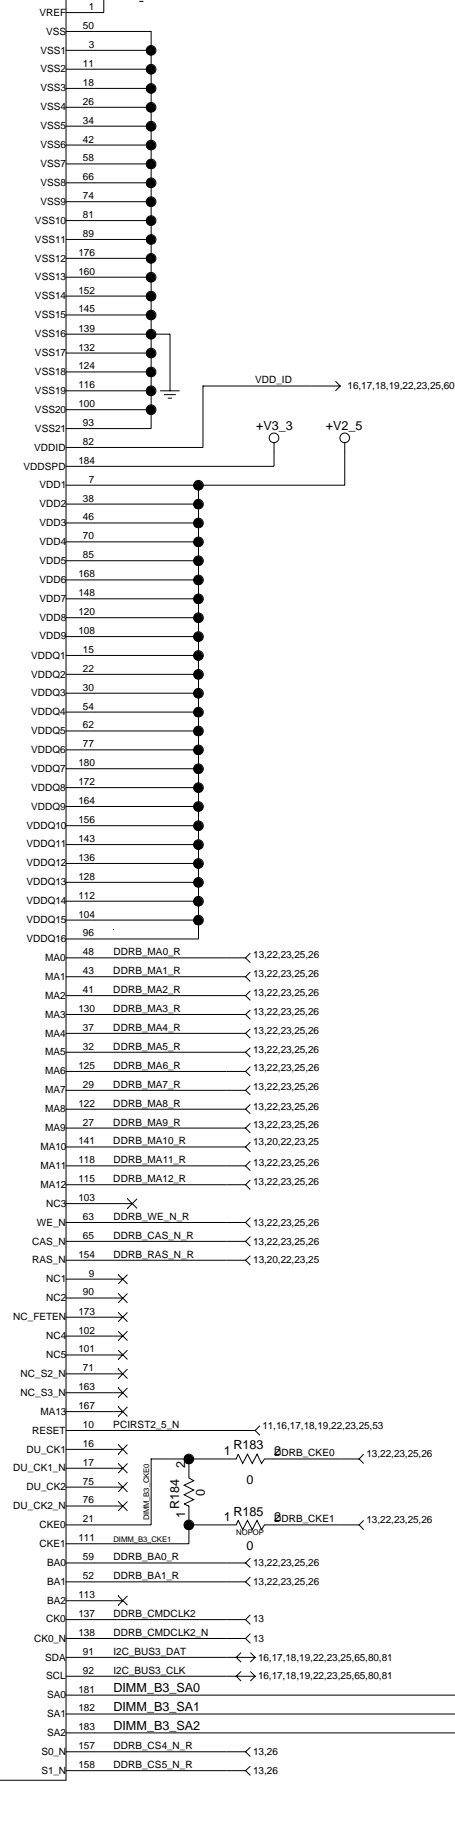 VREF 1
VSS 50
VSS1 3
VSS2 11
VSS3 18
VSS4 26
VSS5 34
VSS6 42
VSS7 58
VSS8 66
VSS9 74
VSS10 81
VSS11 89
VSS12 176
VSS13 160
VSS14 152
VSS15 145
VSS16 139
VSS17 132
VSS18 124
VSS19 116
VDD_ID 16,17,18,19,22,23,25,60
VSS20 100
VSS21 93
+V3_3 +V2_5
VDDID 82
VDDSPD 184
VDD1 7
VDD2 38
VDD3 46
VDD4 70
VDD5 85
VDD6 168
VDD7 148
VDD8 120
VDD9 108
VDDQ1 15
VDDQ2 22
VDDQ3 30
VDDQ4 54
VDDQ5 62
VDDQ6 77
VDDQ7 180
VDDQ8 172
VDDQ9 164
VDDQ10 156
VDDQ11 143
VDDQ12 136
VDDQ13 128
VDDQ14 112
VDDQ15 104
VDDQ16 96
MA0 48 DDRB_MA0_R 13,22,23,25,26
MA1 43 DDRB_MA1_R 13,22,23,25,26
MA2 41 DDRB_MA2_R 13,22,23,25,26
MA3 130 DDRB_MA3_R 13,22,23,25,26
MA4 37 DDRB_MA4_R 13,22,23,25,26
MA5 32 DDRB_MA5_R 13,22,23,25,26
MA6 125 DDRB_MA6_R 13,22,23,25,26
MA7 29 DDRB_MA7_R 13,22,23,25,26
MA8 122 DDRB_MA8_R 13,22,23,25,26
MA9 27 DDRB_MA9_R 13,22,23,25,26
MA10 141 DDRB_MA10_R 13,20,22,23,25
MA11 118 DDRB_MA11_R 13,22,23,25,26
MA12 115 DDRB_MA12_R 13,22,23,25,26
NC3 103
WE_N 63 DDRB_WE_N_R 13,22,23,25,26
CAS_N 65 DDRB_CAS_N_R 13,22,23,25,26
RAS_N 154 DDRB_RAS_N_R 13,20,22,23,25
NC1 9
NC2 90
NC_FETEN 173
NC4 102
NC5 101
NC_S2_N 71
NC_S3_N 163
MA13 167
RESET 10 PCIRST2_5_N 11,16,17,18,19,22,23,25,53
DU_CK1 16
1 R183 2 DDRB_CKE0 13,22,23,25,26
0
DU_CK1_N 17
DU_CK2 75
DU_CK2_N 76
DIMM_B3_CKE0
1 R184 2
0
CKE0 21
1 R185 2 DDRB_CKE1 13,22,23,25,26
NOPOP
0
CKE1 111 DIMM_B3_CKE1
BA0 59 DDRB_BA0_R 13,22,23,25,26
BA1 52 DDRB_BA1_R 13,22,23,25,26
BA2 113
CK0 137 DDRB_CMDCLK2 13
CK0_N 138 DDRB_CMDCLK2_N 13
SDA 91 I2C_BUS3_DAT 16,17,18,19,22,23,25,65,80,81
SCL 92 I2C_BUS3_CLK 16,17,18,19,22,23,25,65,80,81
SA0 181 DIMM_B3_SA0
SA1 182 DIMM_B3_SA1
SA2 183 DIMM_B3_SA2
S0_N 157 DDRB_CS4_N_R 13,26
S1_N 158 DDRB_CS5_N_R 13,26